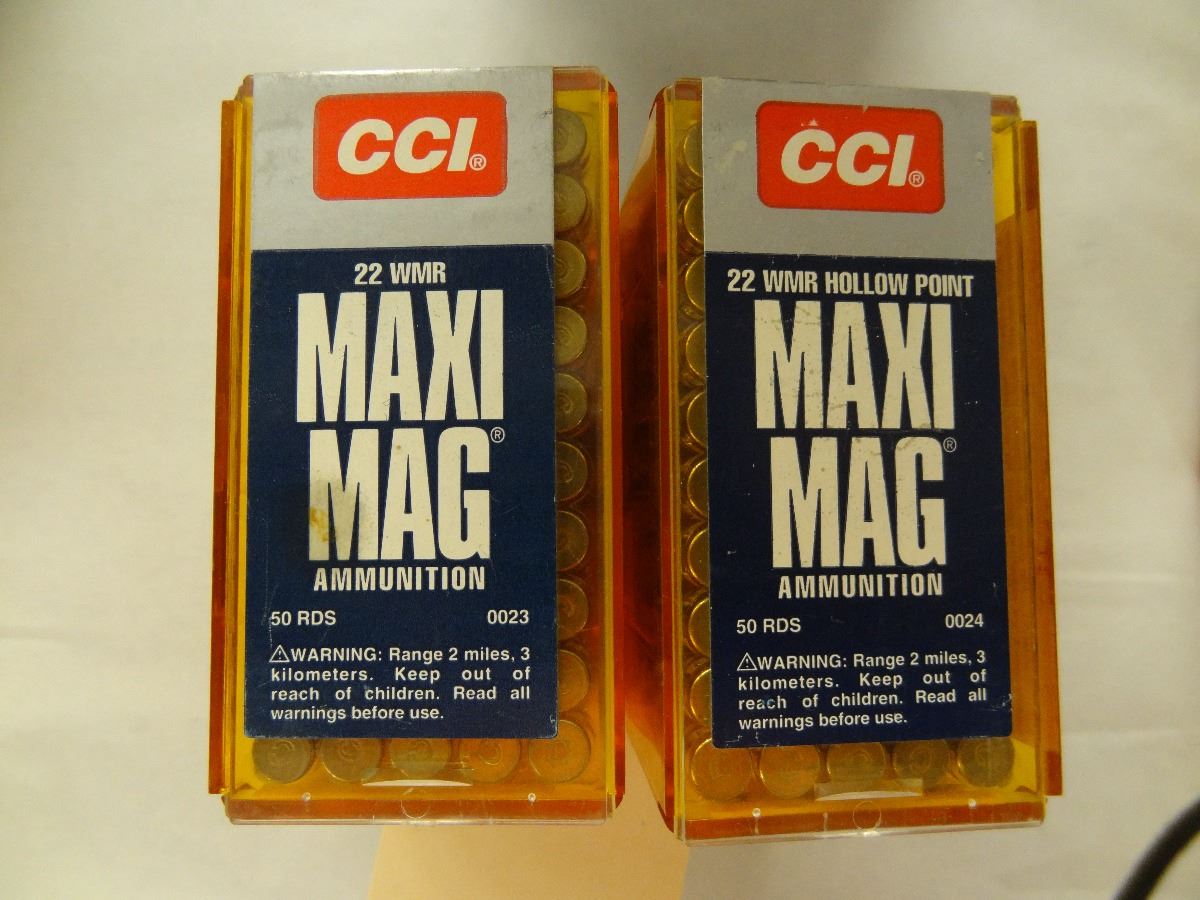 CCI®
22 WMR
MAXI
MAG®
AMMUNITION
50 RDS 0023
⚠WARNING: Range 2 miles, 3
kilometers. Keep out of
reach of children. Read all
warnings before use.
CCI®
22 WMR HOLLOW POINT
MAXI
MAG®
AMMUNITION
50 RDS 0024
⚠WARNING: Range 2 miles, 3
kilometers. Keep out of
reach of children. Read all
warnings before use.